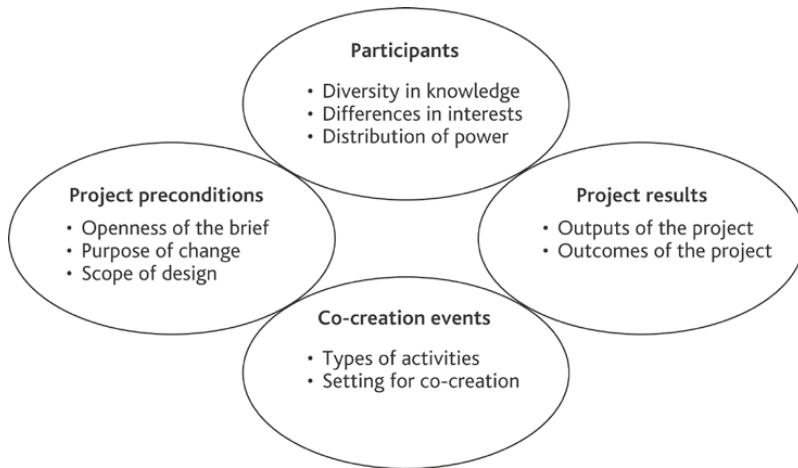 Participants
• Diversity in knowledge
• Differences in interests
• Distribution of power
Project preconditions
• Openness of the brief
• Purpose of change
• Scope of design
Project results
• Outputs of the project
• Outcomes of the project
Co-creation events
• Types of activities
• Setting for co-creation